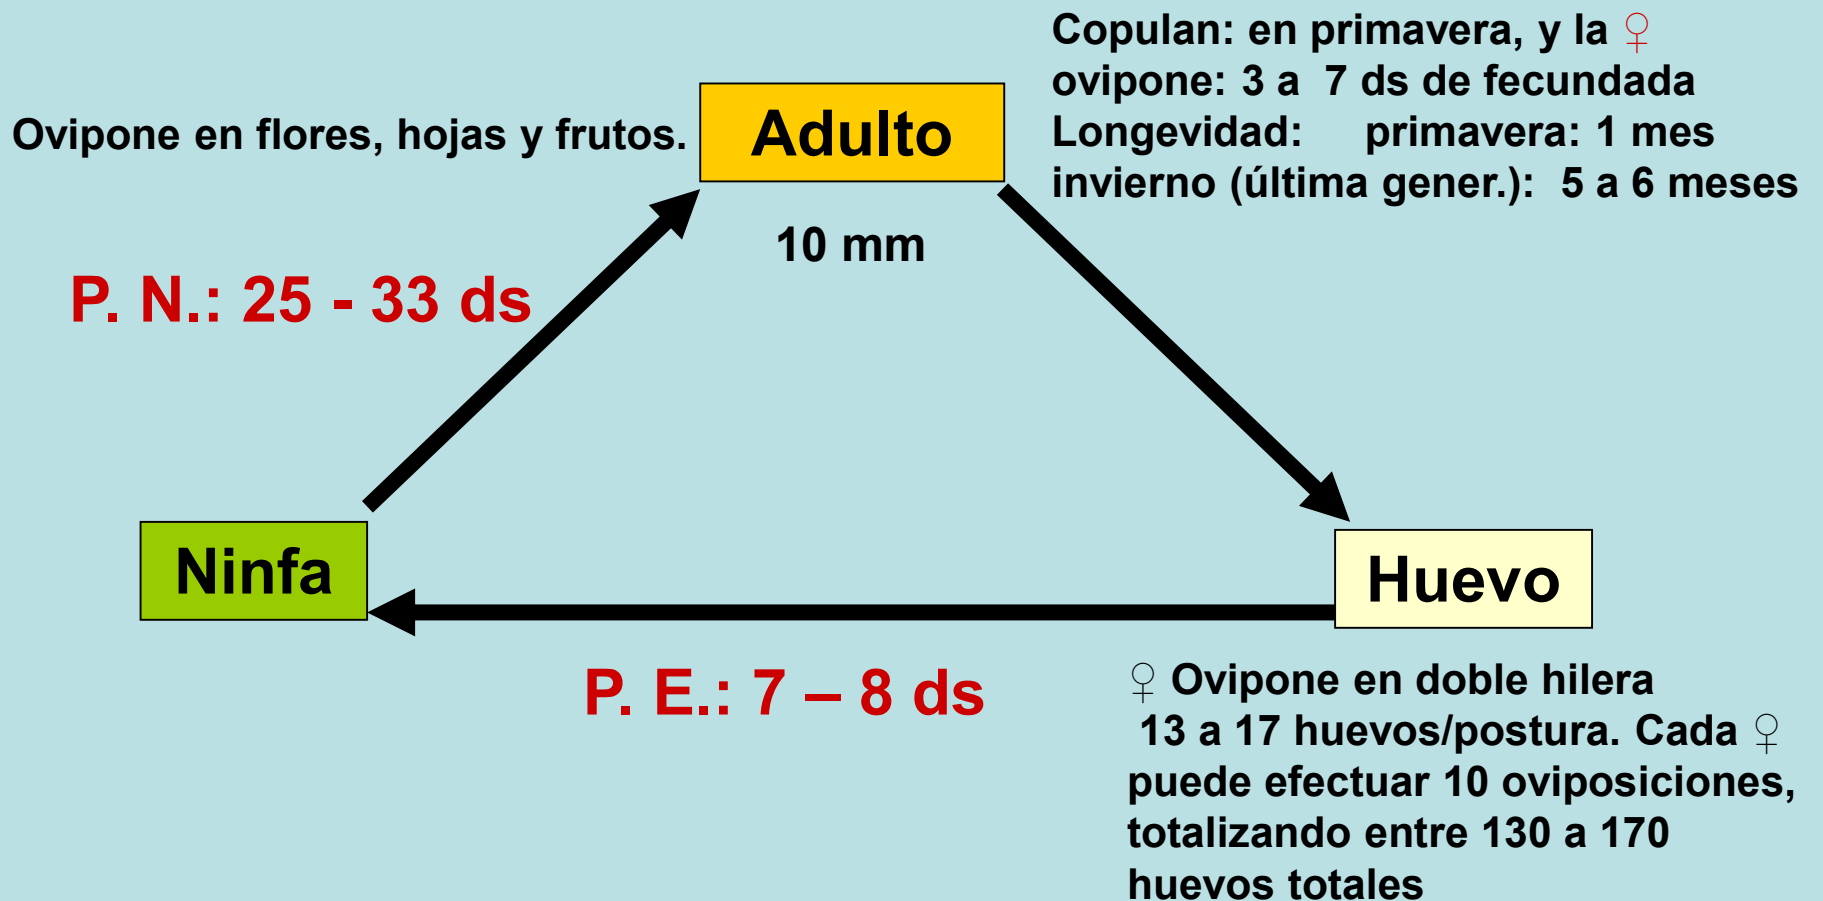 Copulan: en primavera, y la ♀
ovipone: 3 a 7 ds de fecundada
Longevidad: primavera: 1 mes
invierno (última gener.): 5 a 6 meses
Ovipone en flores, hojas y frutos.
Adulto
10 mm
P. N.: 25 - 33 ds
Ninfa
Huevo
P. E.: 7 – 8 ds
♀ Ovipone en doble hilera
13 a 17 huevos/postura. Cada ♀
puede efectuar 10 oviposiciones,
totalizando entre 130 a 170
huevos totales